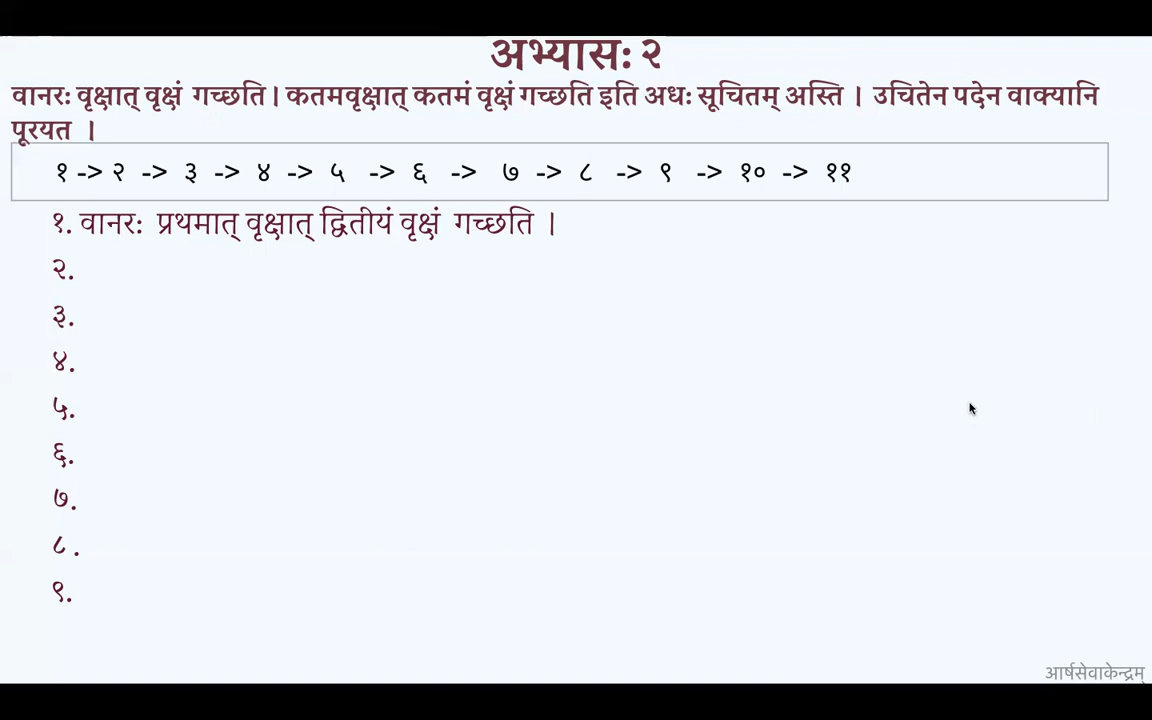 अभ्यासः २
वानरः वृक्षात् वृक्षं गच्छति। कतमवृक्षात् कतमं वृक्षं गच्छति इति अधः सूचितम् अस्ति । उचितेन पदेन वाक्यानि
पूरयत ।
१ -> २ -> ३ -> ४ -> ५ -> ६ -> ७ -> ८ -> ९ -> १० -> ११
१. वानरः प्रथमात् वृक्षात् द्वितीयं वृक्षं गच्छति ।
२.
३.
४.
५.
६.
७.
८.
९.
आर्षसेवाकेन्द्रम्